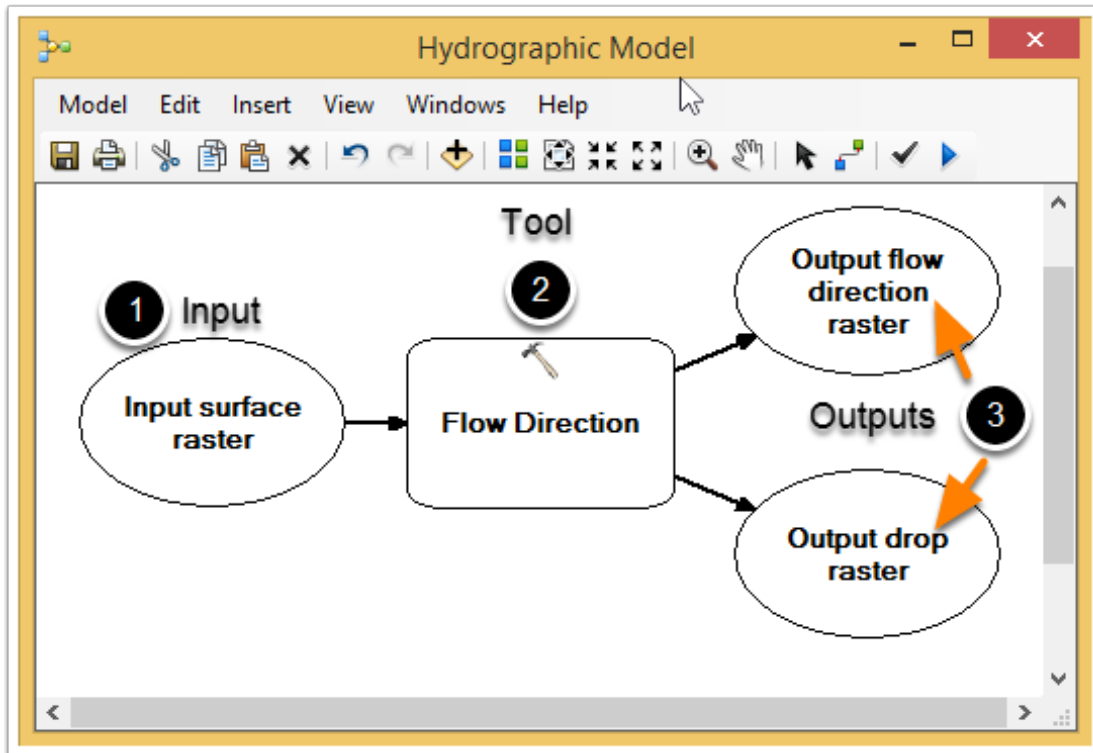 Hydrographic Model
Model Edit Insert View Windows Help
Tool
2
1 Input
Input surface
raster
Flow Direction
Output flow
direction
raster
Outputs 3
Output drop
raster